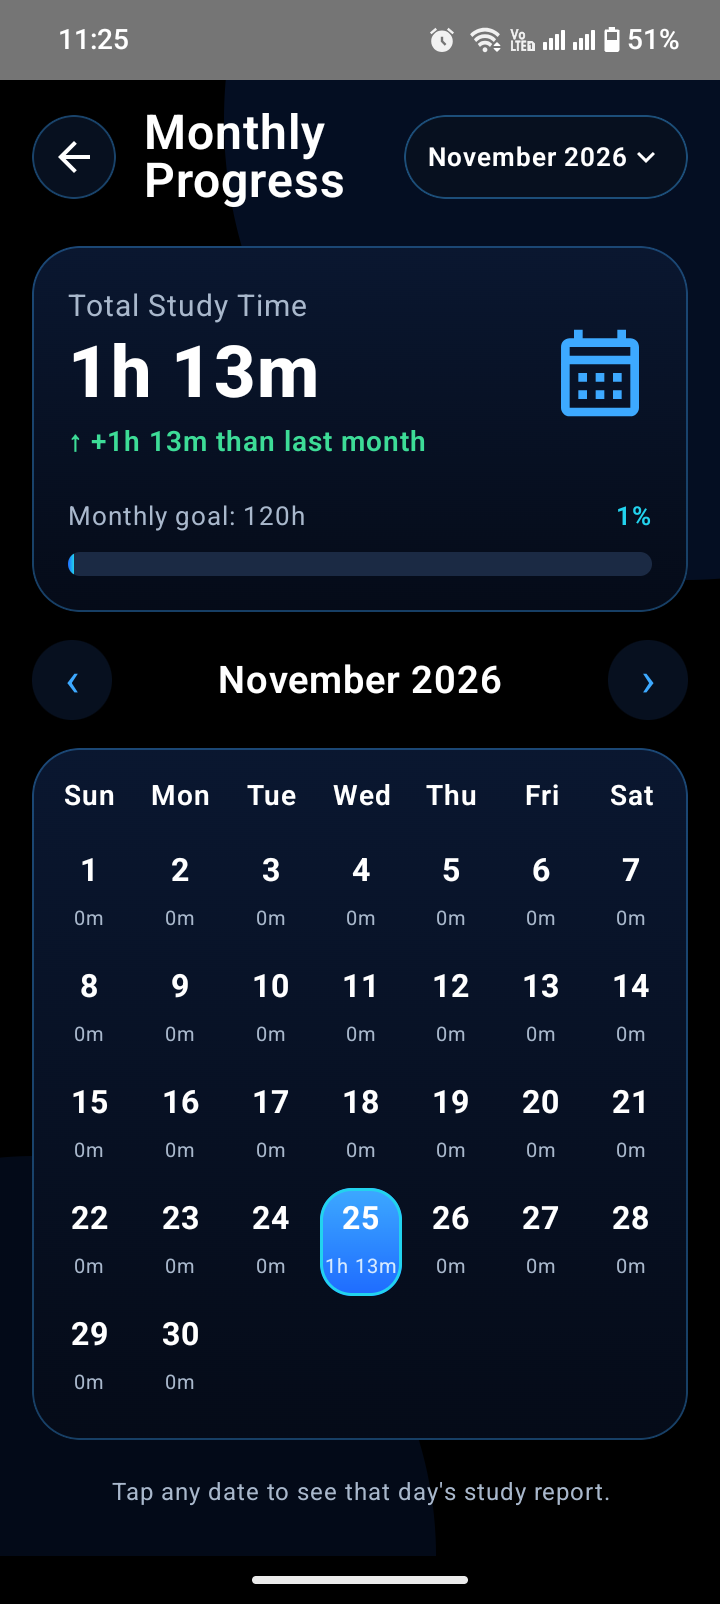 11:25
Vo LTED 51%
Monthly
Progress
November 2026
Total Study Time
1h 13m
↑ +1h 13m than last month
Monthly goal: 120h 1%
‹ November 2026 ›
Sun Mon Tue Wed Thu Fri Sat
1 2 3 4 5 6 7
0m 0m 0m 0m 0m 0m 0m
8 9 10 11 12 13 14
0m 0m 0m 0m 0m 0m 0m
15 16 17 18 19 20 21
0m 0m 0m 0m 0m 0m 0m
22 23 24 25 26 27 28
0m 0m 0m 1h 13m 0m 0m 0m
29 30
0m 0m
Tap any date to see that day's study report.